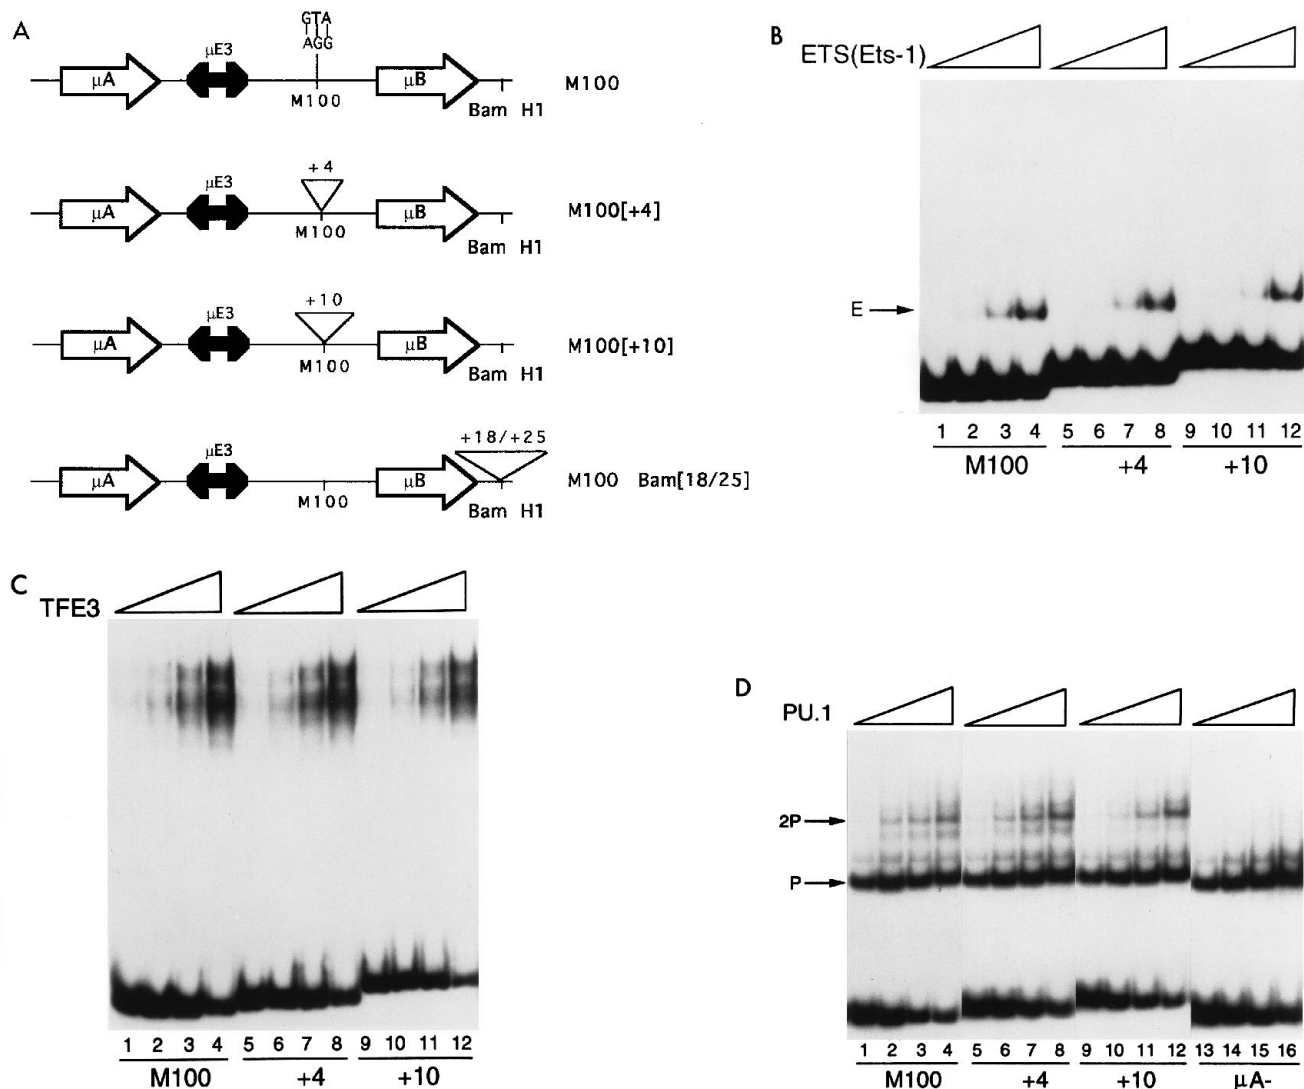 A
GTA
AGG
μE3
μA
μB
M100
Bam H1
M100
+4
μE3
μA
μB
M100
Bam H1
M100[+4]
+10
μE3
μA
μB
M100
Bam H1
M100[+10]
+18/+25
μE3
μA
μB
M100
Bam H1
M100 Bam[18/25]
B
ETS(Ets-1)
E
1 2 3 4 5 6 7 8 9 10 11 12
M100 +4 +10
C
TFE3
1 2 3 4 5 6 7 8 9 10 11 12
M100 +4 +10
D
PU.1
2P
P
1 2 3 4 5 6 7 8 9 10 11 12 13 14 15 16
M100 +4 +10 μA-